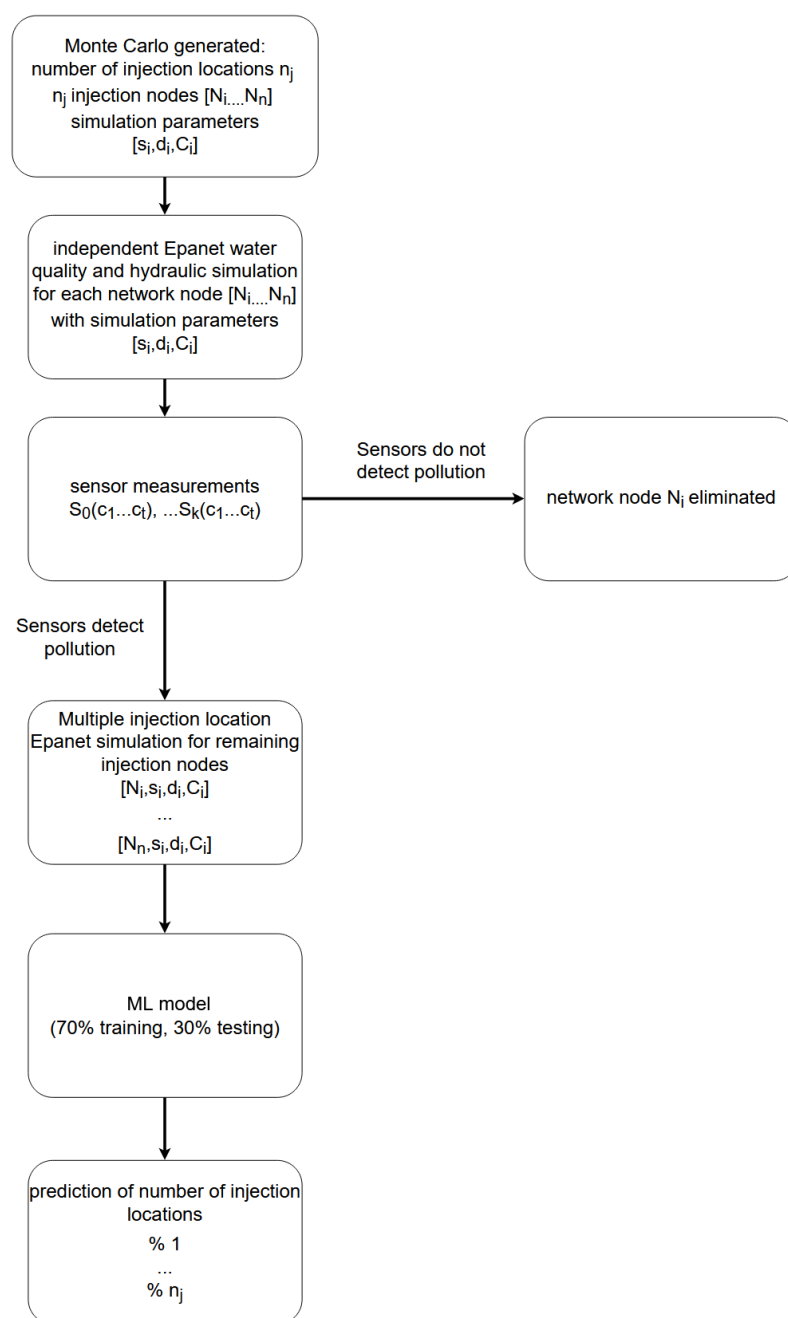 Monte Carlo generated:
number of injection locations nj
nj injection nodes [Ni....Nn]
simulation parameters
[si,di,Ci]
independent Epanet water
quality and hydraulic simulation
for each network node [Ni....Nn]
with simulation parameters
[si,di,Ci]
sensor measurements
S0(c1...ct), ...Sk(c1...ct)
Sensors do not
detect pollution
network node Ni eliminated
Sensors detect
pollution
Multiple injection location
Epanet simulation for remaining
injection nodes
[Ni,si,di,Ci]
...
[Nn,si,di,Ci]
ML model
(70% training, 30% testing)
prediction of number of injection
locations
% 1
...
% nj